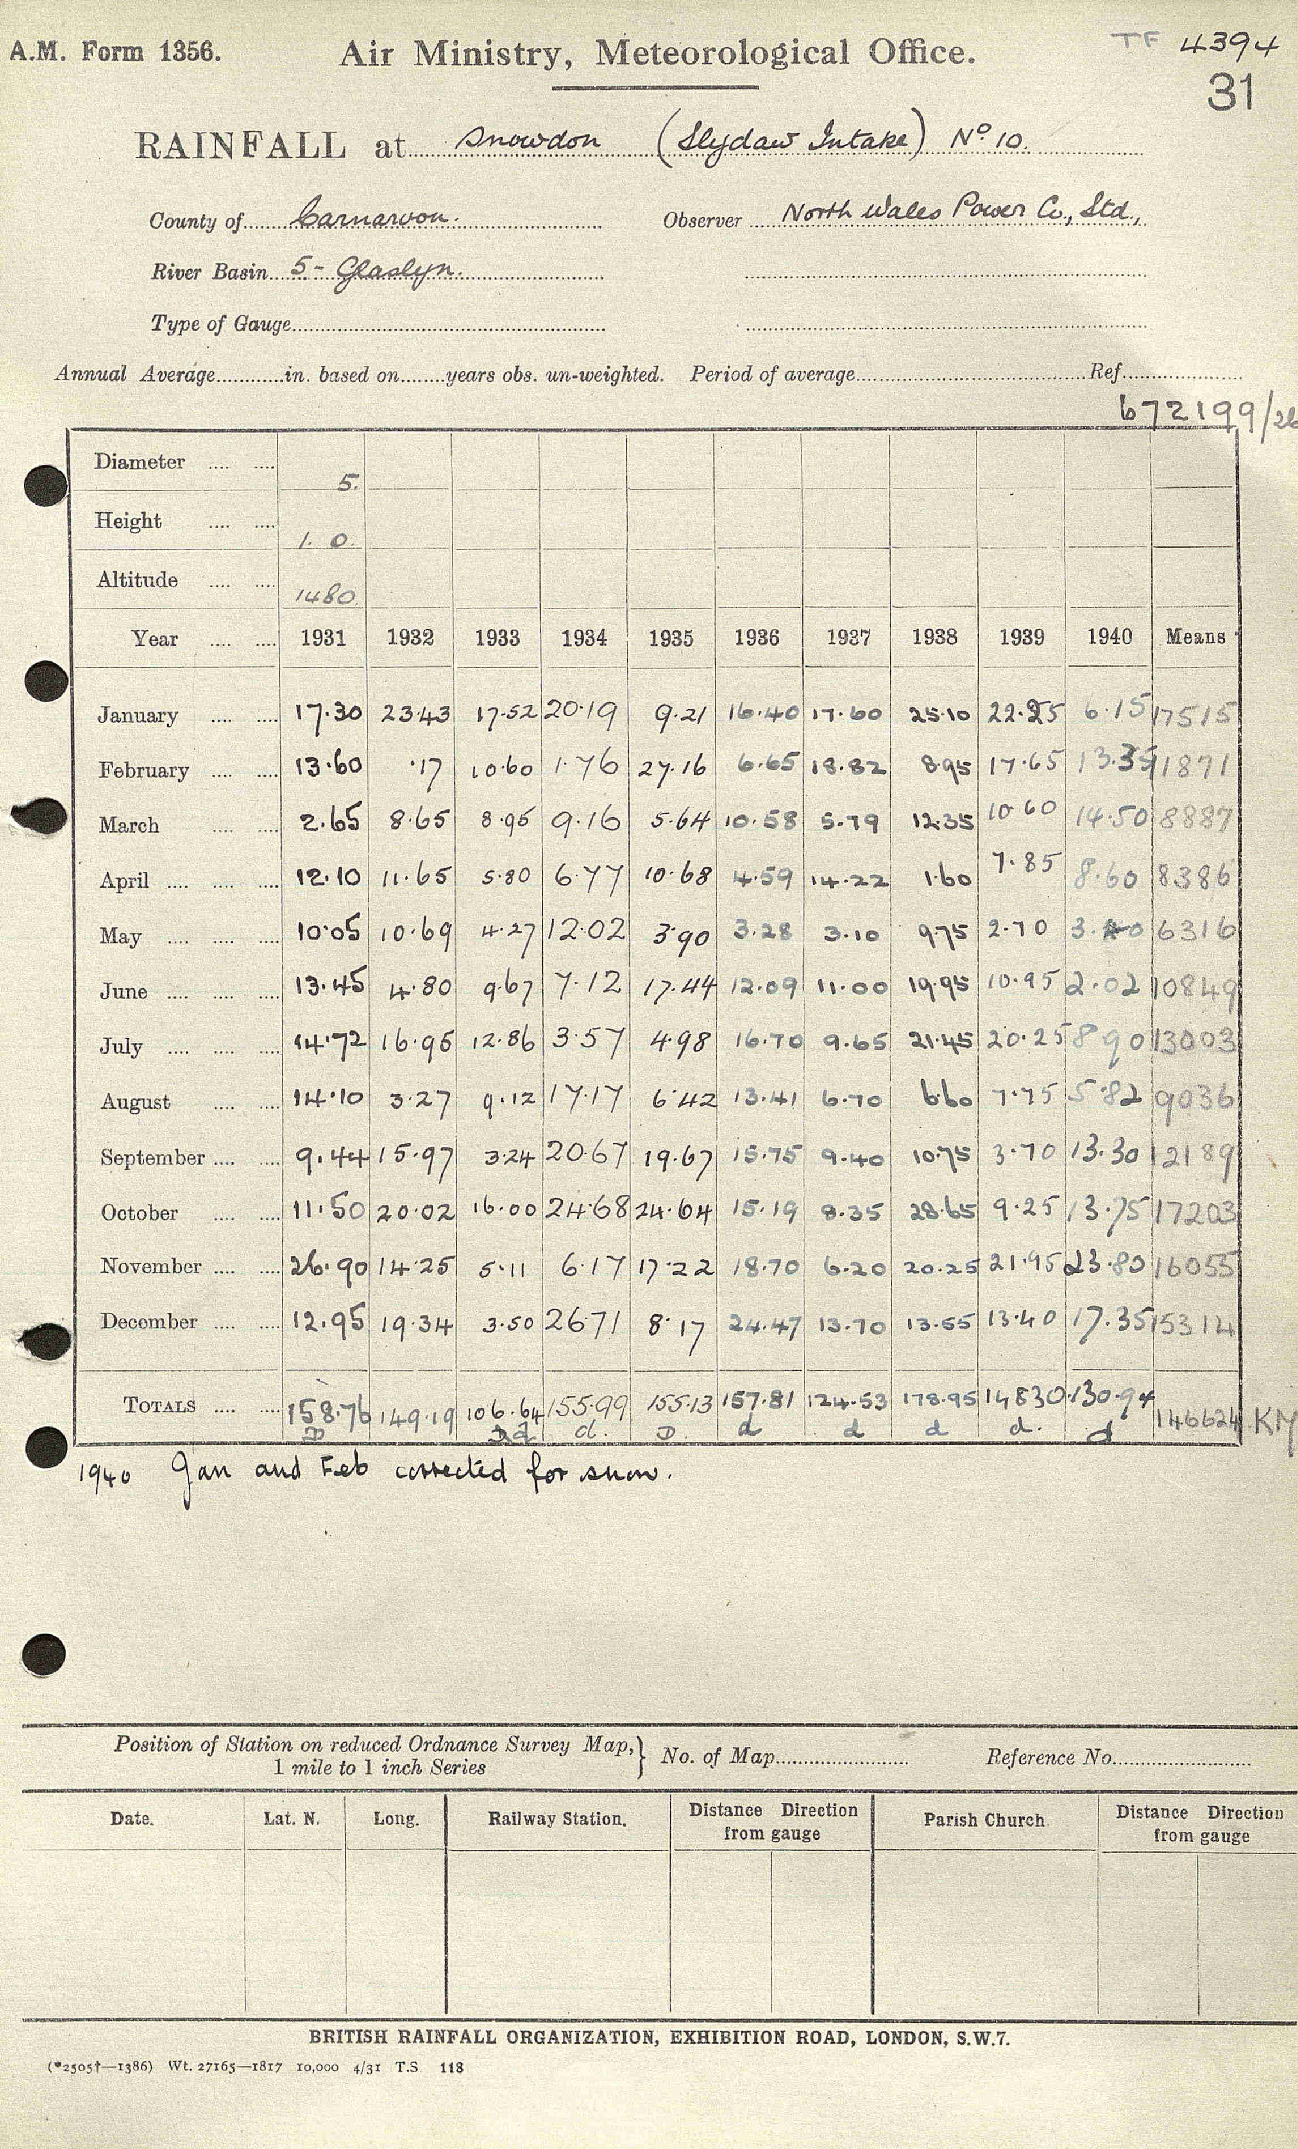 A.M. Form 1356.
Air Ministry, Meteorological Office.
TF 4394
31
RAINFALL at Snowdon (Llydaw Intake) No 10.
County of Carnarvon. Observer North Wales Power Co., Ltd.,
River Basin 5 - Glaslyn.
Type of Gauge
Annual Average in. based on years obs. un-weighted. Period of average Ref.
672199/26
Diameter 5.
Height 1. 0.
Altitude 1480.
Year 1931 1932 1933 1934 1935 1936 1937 1938 1939 1940 Means
January 17.30 23.43 17.52 20.19 9.21 16.40 17.60 25.10 22.25 6.15 17515
February 13.60 .17 10.60 1.76 27.16 6.65 18.82 8.95 17.65 13.35 11871
March 2.65 8.65 8.95 9.16 5.64 10.58 5.79 12.35 10.60 14.50 8887
April 12.10 11.65 5.80 6.77 10.68 4.59 14.22 1.60 7.85 8.60 8386
May 10.05 10.69 4.27 12.02 3.90 3.28 3.10 9.75 2.70 3.40 6316
June 13.45 4.80 9.67 7.12 17.44 12.09 11.00 19.95 10.95 2.02 10849
July 14.72 16.95 12.86 3.57 4.98 16.70 9.65 21.45 20.25 8.90 13003
August 14.10 3.27 9.12 17.17 6.42 13.41 6.70 6.60 7.75 5.82 9036
September 9.44 15.97 3.24 20.67 19.67 15.75 9.40 10.75 3.70 13.30 12189
October 11.50 20.02 16.00 24.68 24.64 15.19 8.35 28.65 9.25 13.75 17203
November 26.90 14.25 5.11 6.17 17.22 18.70 6.20 20.25 21.95 23.80 16055
December 12.95 19.34 3.50 26.71 8.17 24.47 13.70 13.55 13.40 17.35 15314
TOTALS 158.76 149.19 106.64 155.99 155.13 157.81 124.53 178.95 148.30 130.94 146624 KM
D d d. D d d d d. d
1940 Jan and Feb corrected for snow.
Position of Station on reduced Ordnance Survey Map,} No. of Map Reference No.
1 mile to 1 inch Series
Date. Lat. N. Long. Railway Station. Distance Direction from gauge Parish Church Distance Direction from gauge
BRITISH RAINFALL ORGANIZATION, EXHIBITION ROAD, LONDON, S.W.7.
(*2505†—1386) Wt. 27165—1817 10,000 4/31 T.S. 118